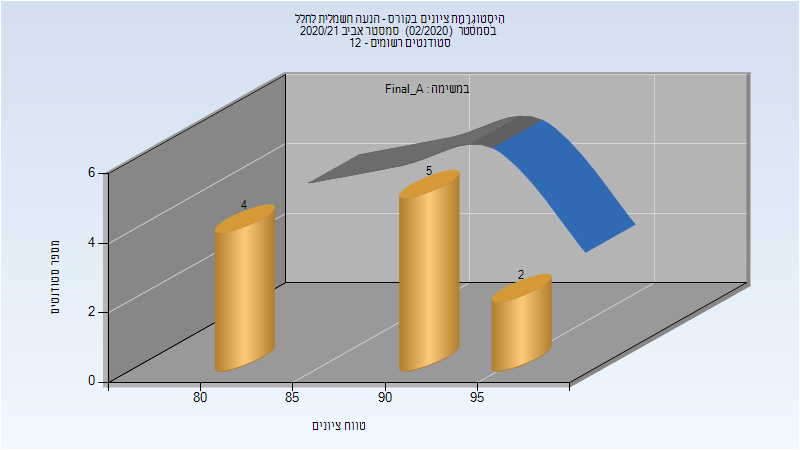 היסטוגרמת ציונים בקורס - הנעה חשמלית לחלל
בסמסטר (02/2020) סמסטר אביב 2020/21
סטודנטים רשומים - 12
במשימה : Final_A
6
4
2
0
מספר סטודנטים
4
5
2
80
85
90
95
טווח ציונים